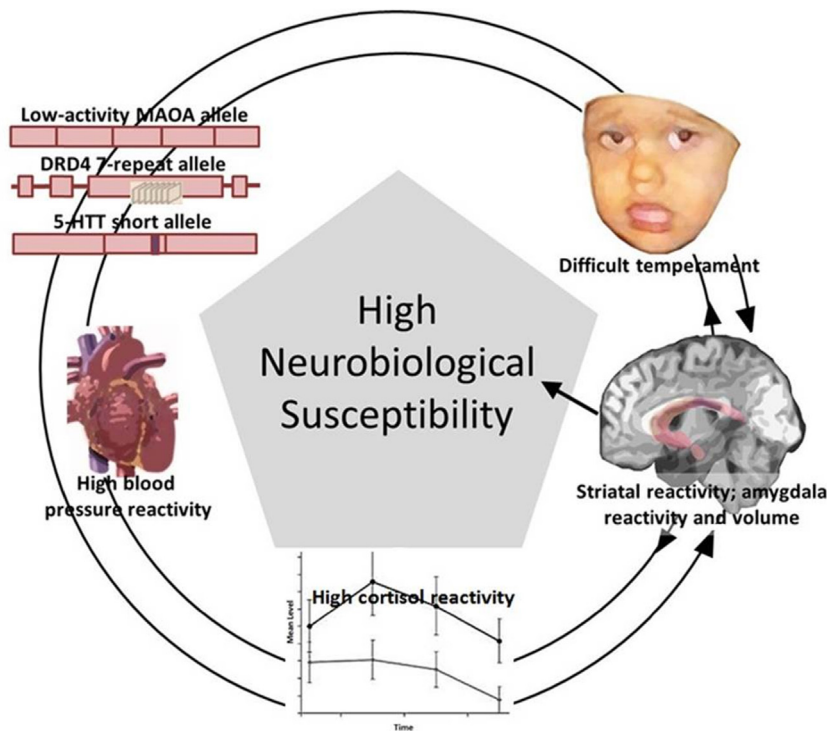 Low-activity MAOA allele
DRD4 7-repeat allele
5-HTT short allele
Difficult temperament
High
Neurobiological
Susceptibility
High blood
pressure reactivity
Striatal reactivity; amygdala
reactivity and volume
High cortisol reactivity
Mean Level
Time